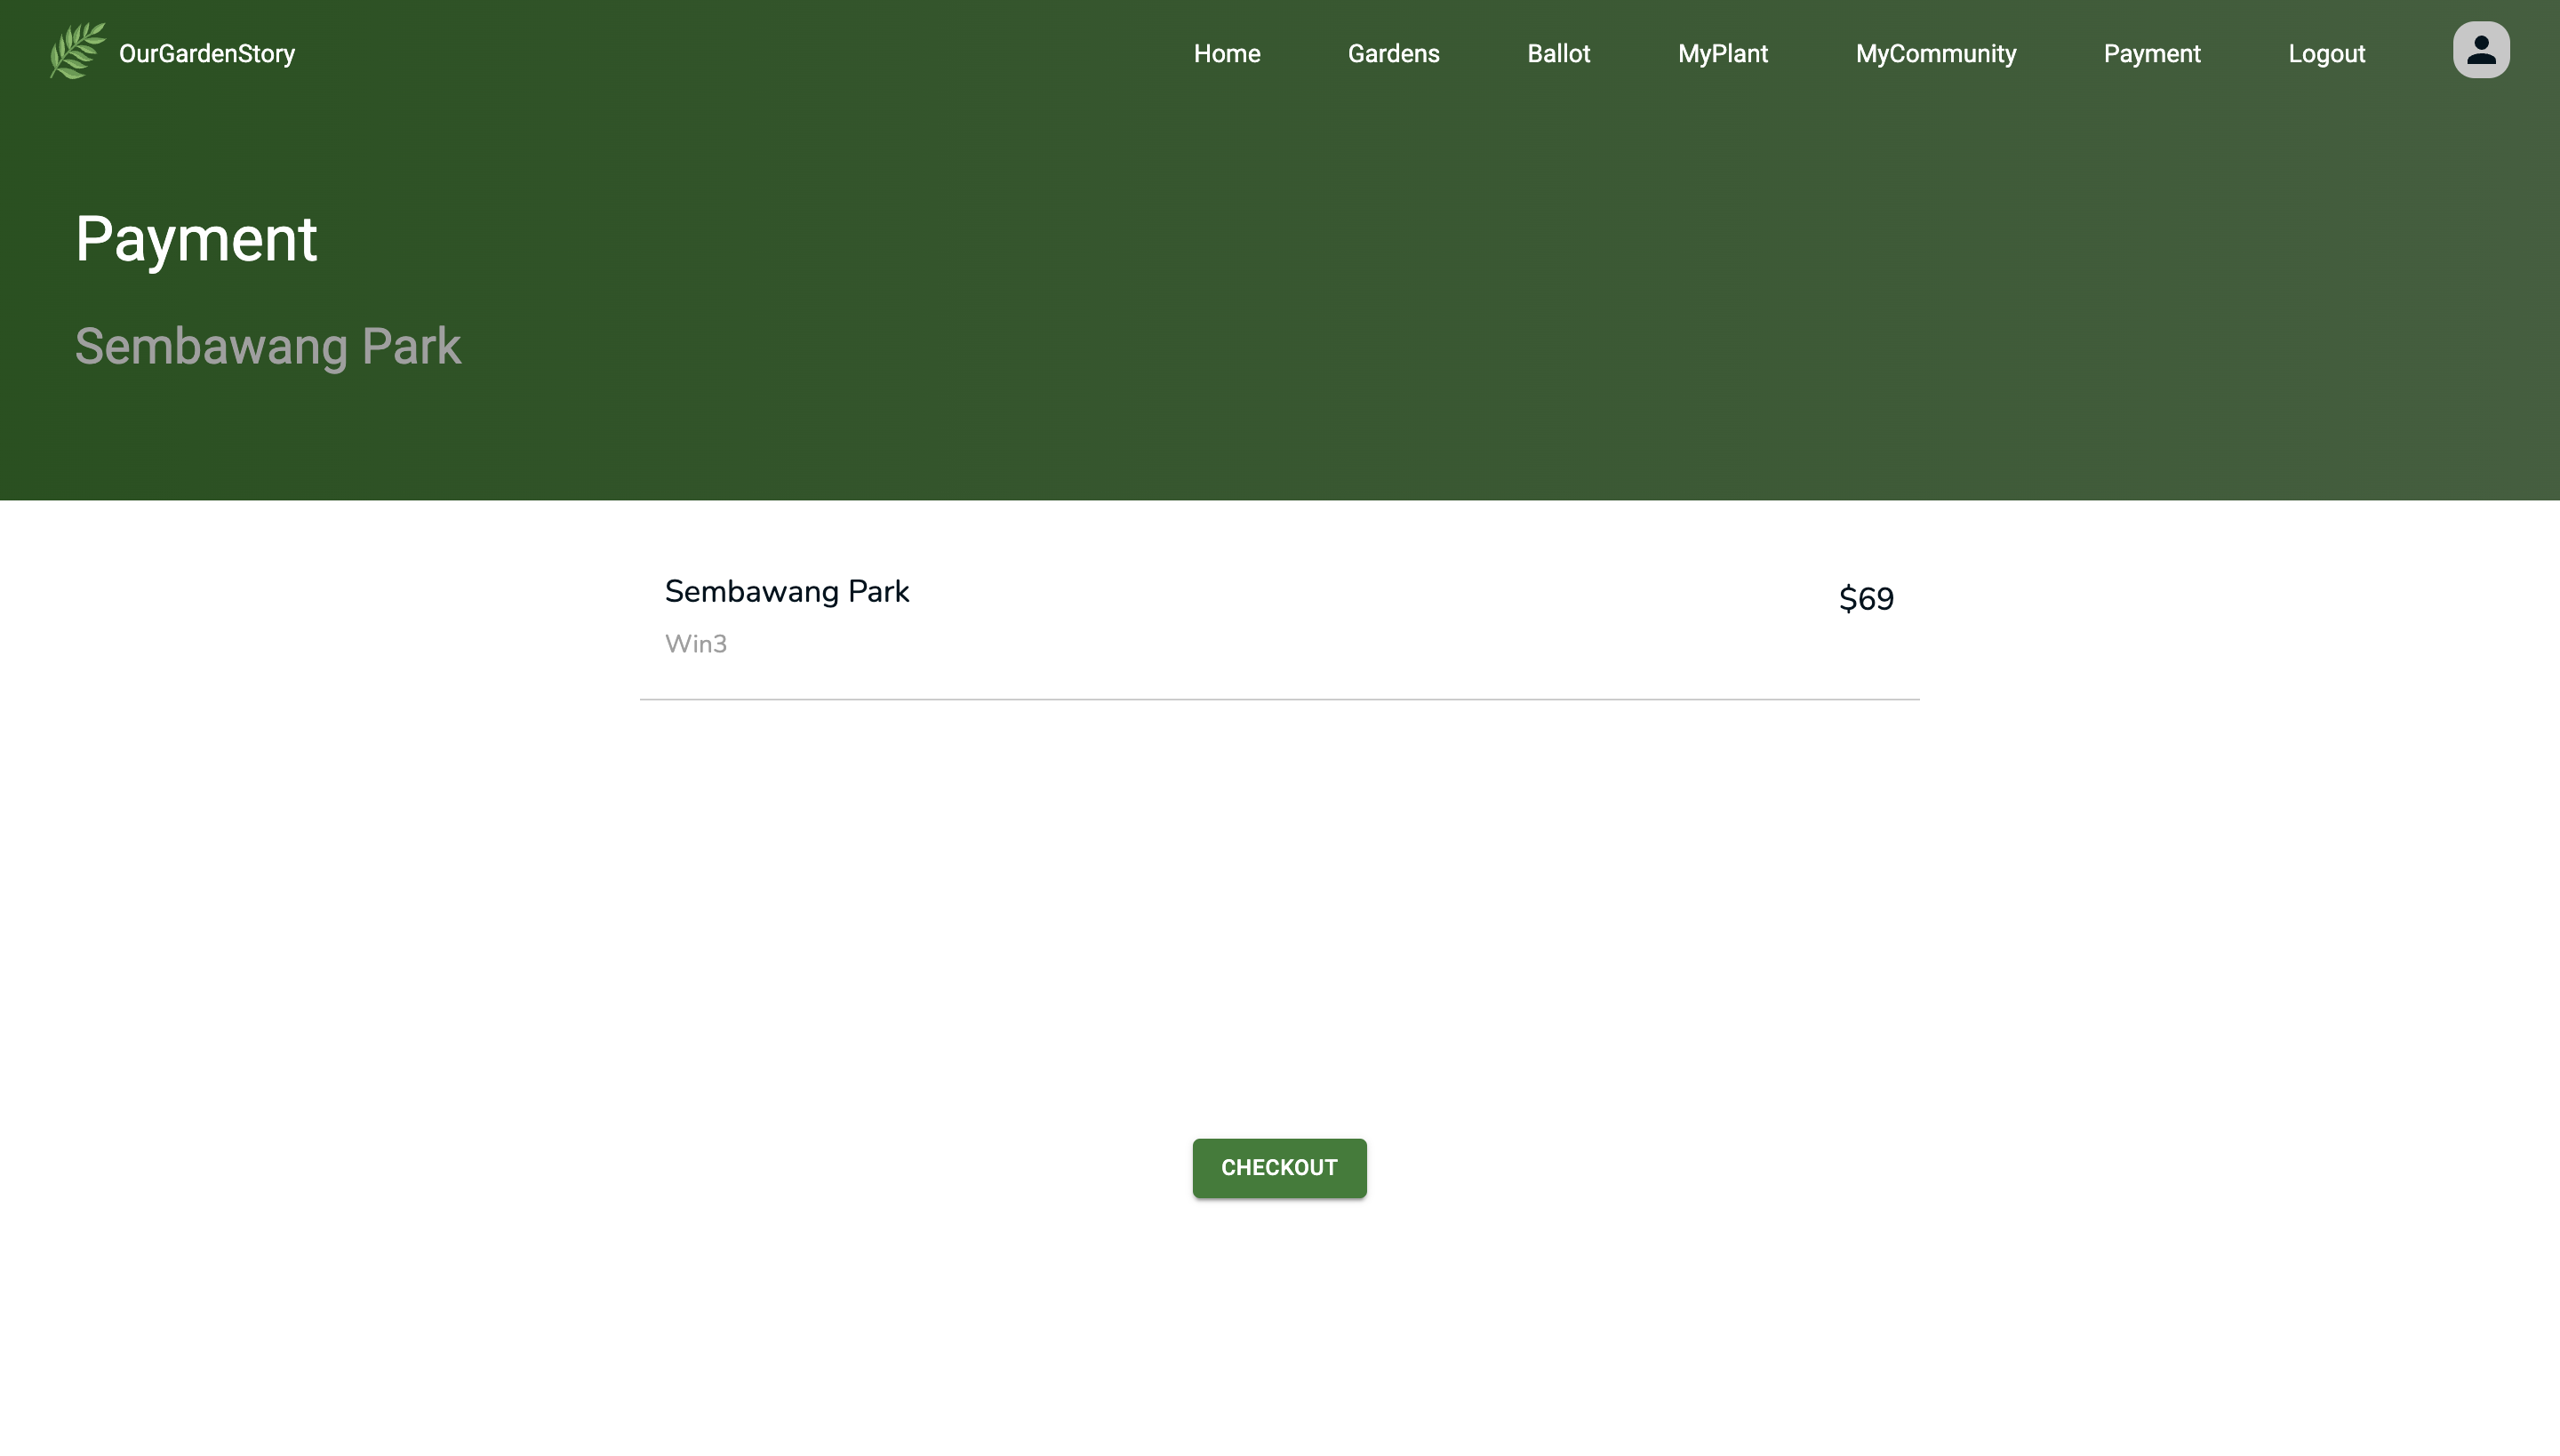 OurGardenStory
Home Gardens Ballot MyPlant MyCommunity Payment Logout
Payment
Sembawang Park
Sembawang Park $69
Win3
CHECKOUT